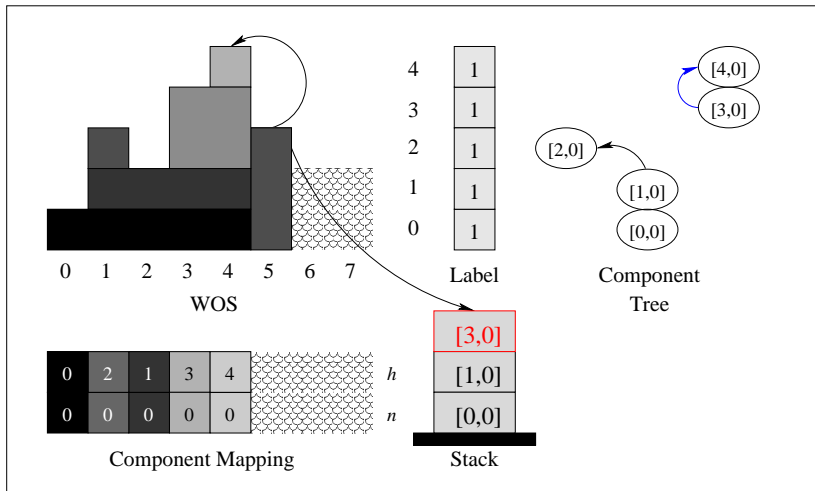 4 1 [4,0]
3 1 [3,0]
2 1 [2,0]
1 1 [1,0]
0 1 [0,0]
0 1 2 3 4 5 6 7
WOS
Label
Component
Tree
[3,0]
0 2 1 3 4 h [1,0]
0 0 0 0 0 n [0,0]
Component Mapping
Stack